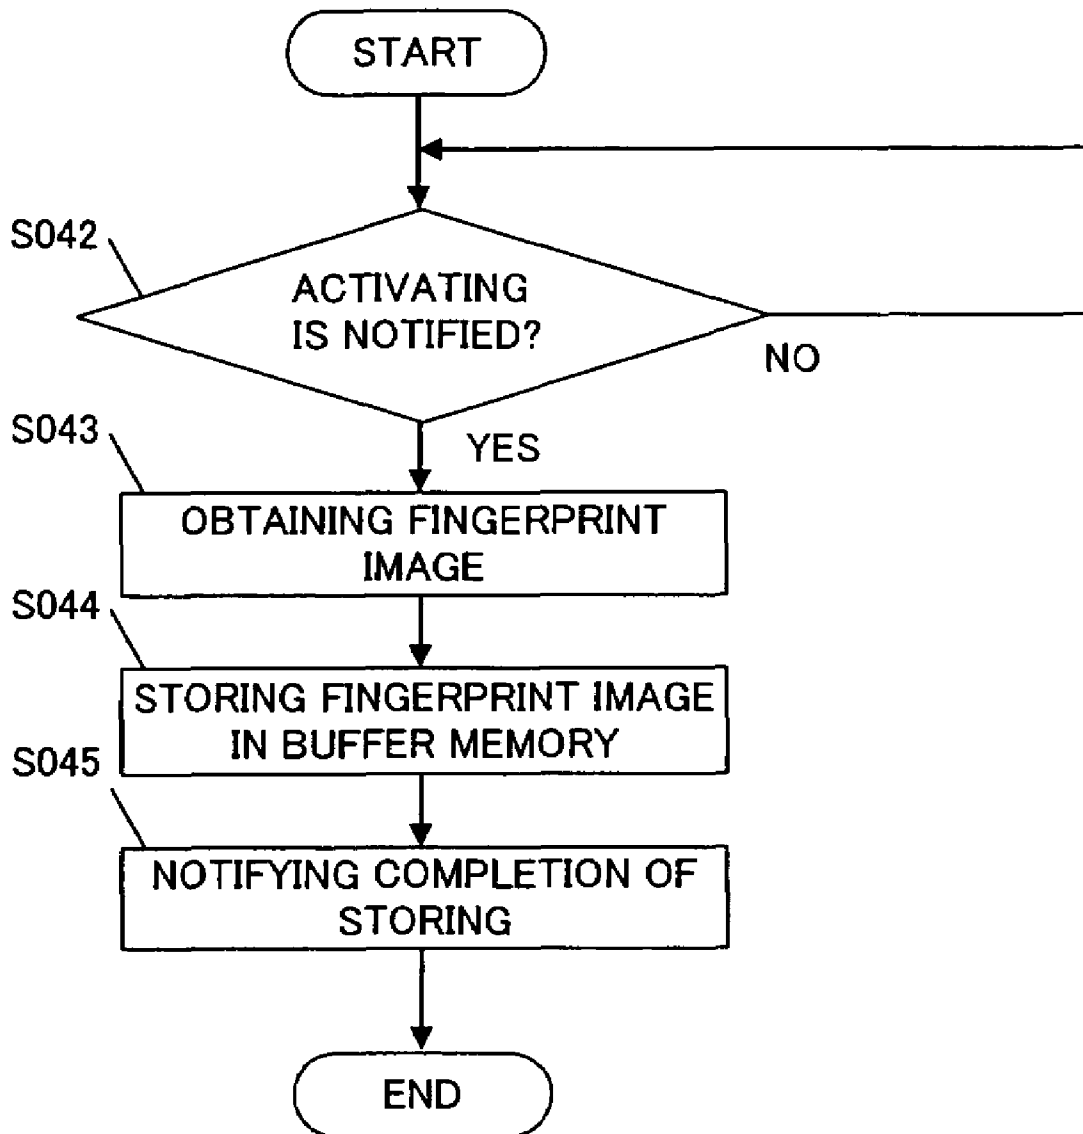 START
S042
ACTIVATING
IS NOTIFIED?
NO
YES
S043
OBTAINING FINGERPRINT
IMAGE
S044
STORING FINGERPRINT IMAGE
IN BUFFER MEMORY
S045
NOTIFYING COMPLETION OF
STORING
END